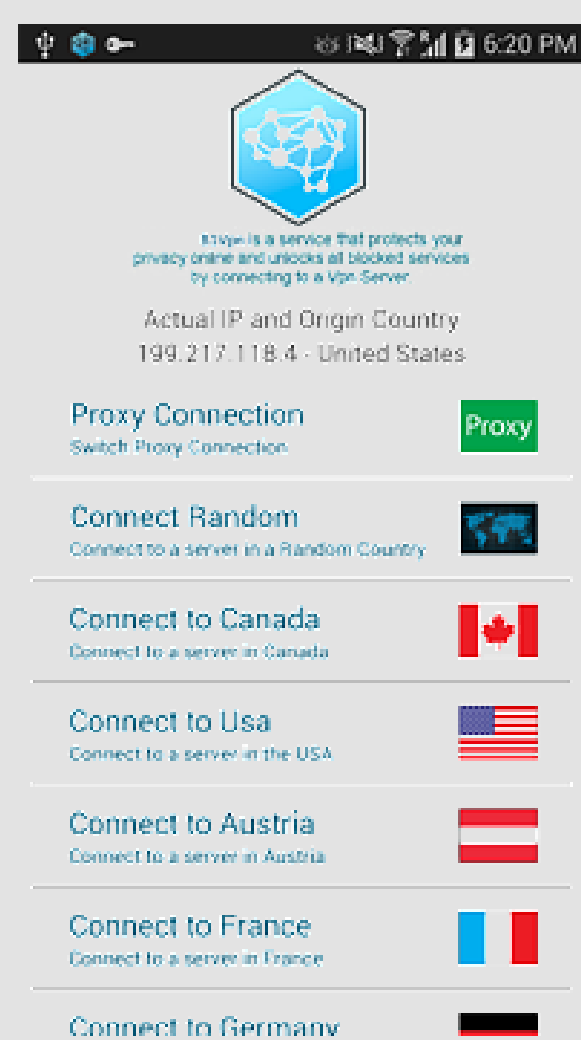 6:20 PM
is a service that protects your
privacy online and unlocks all blocked services
by connecting to a Vpn Server.
Actual IP and Origin Country
199.217.118.4 - United States
Proxy Connection
Switch Proxy Connection
Proxy
Connect Random
Connect to a server in a Random Country
Connect to Canada
Connect to a server in Canada
Connect to Usa
Connect to a server in the USA
Connect to Austria
Connect to a server in Austria
Connect to France
Connect to a server in France
Connect to Germany